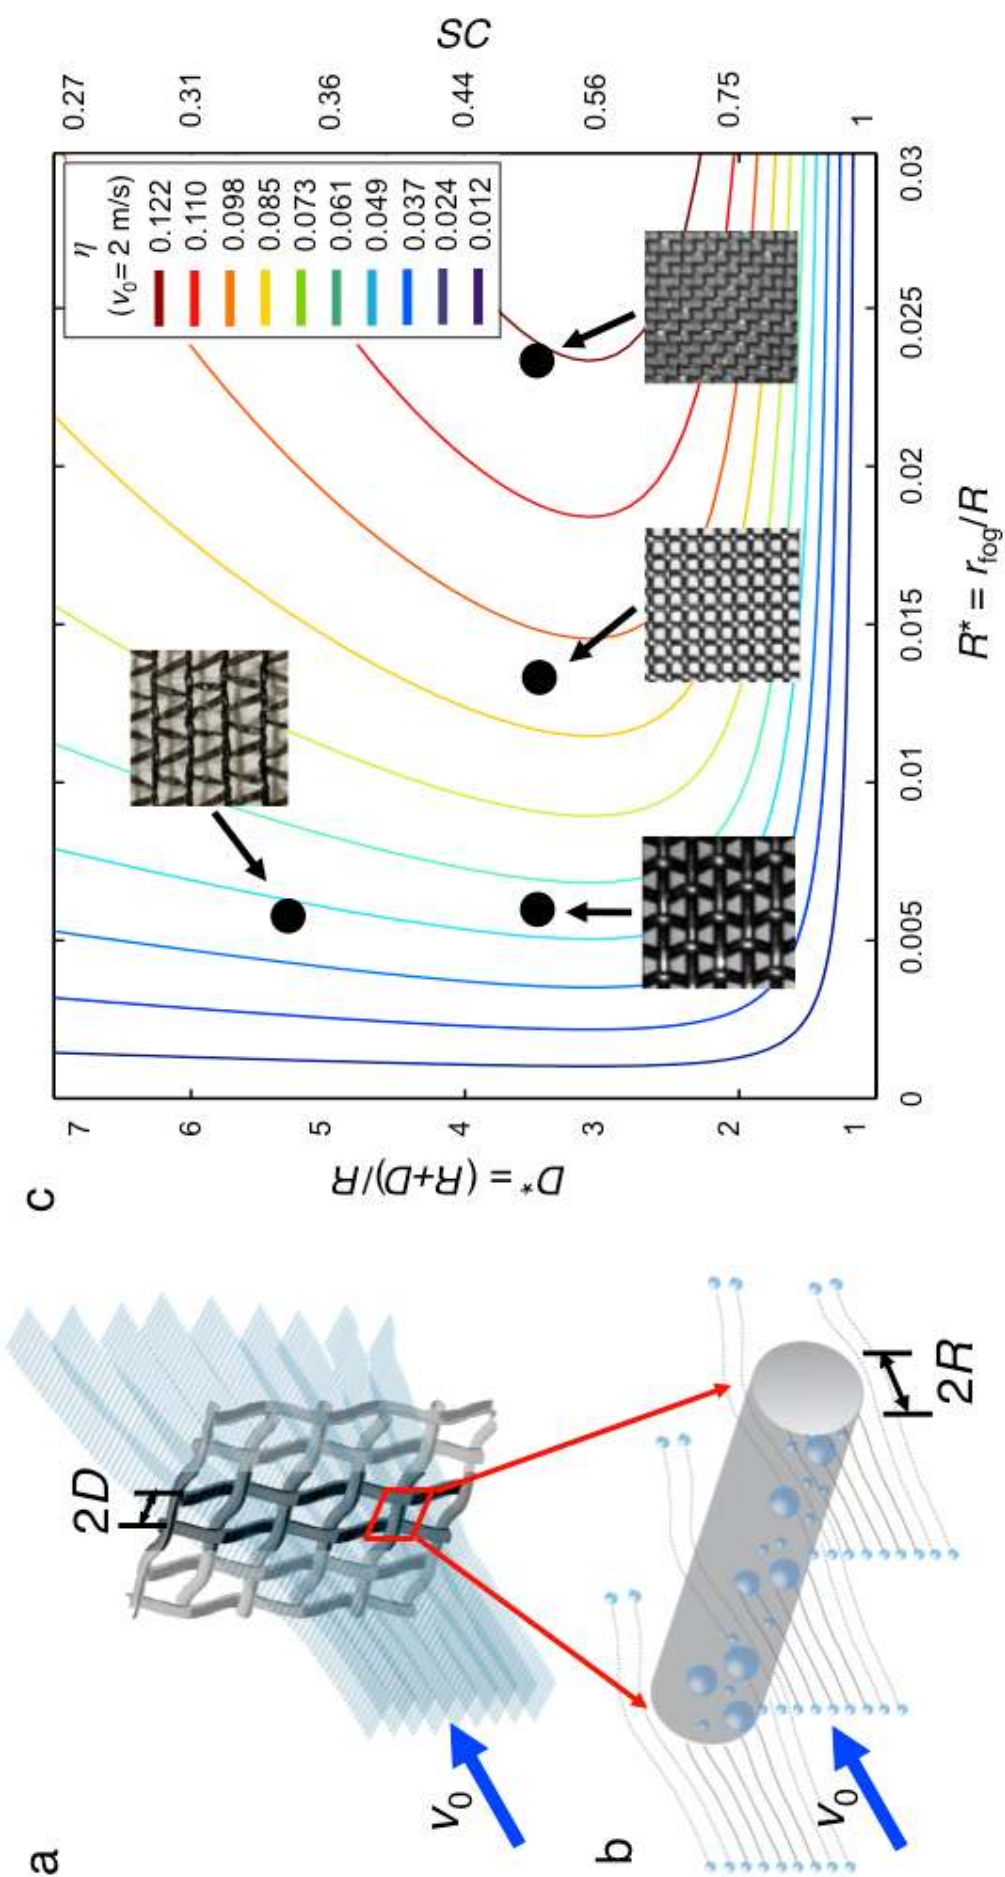 a
2D
v0
b
v0
2R
c
D* = (R+D)/R
7
6
5
4
3
2
1
0
0.005
0.01
0.015
0.02
0.025
0.03
R* = rfog/R
SC
0.27
0.31
0.36
0.44
0.56
0.75
1
η
(v0= 2 m/s)
0.122
0.110
0.098
0.085
0.073
0.061
0.049
0.037
0.024
0.012